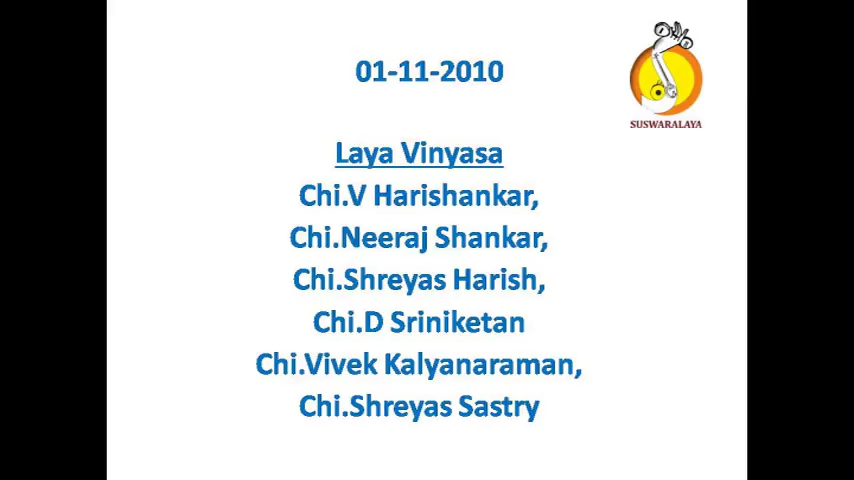 01-11-2010
SUSWARALAYA
Laya Vinyasa
Chi.V Harishankar,
Chi.Neeraj Shankar,
Chi.Shreyas Harish,
Chi.D Sriniketan
Chi.Vivek Kalyanaraman,
Chi.Shreyas Sastry